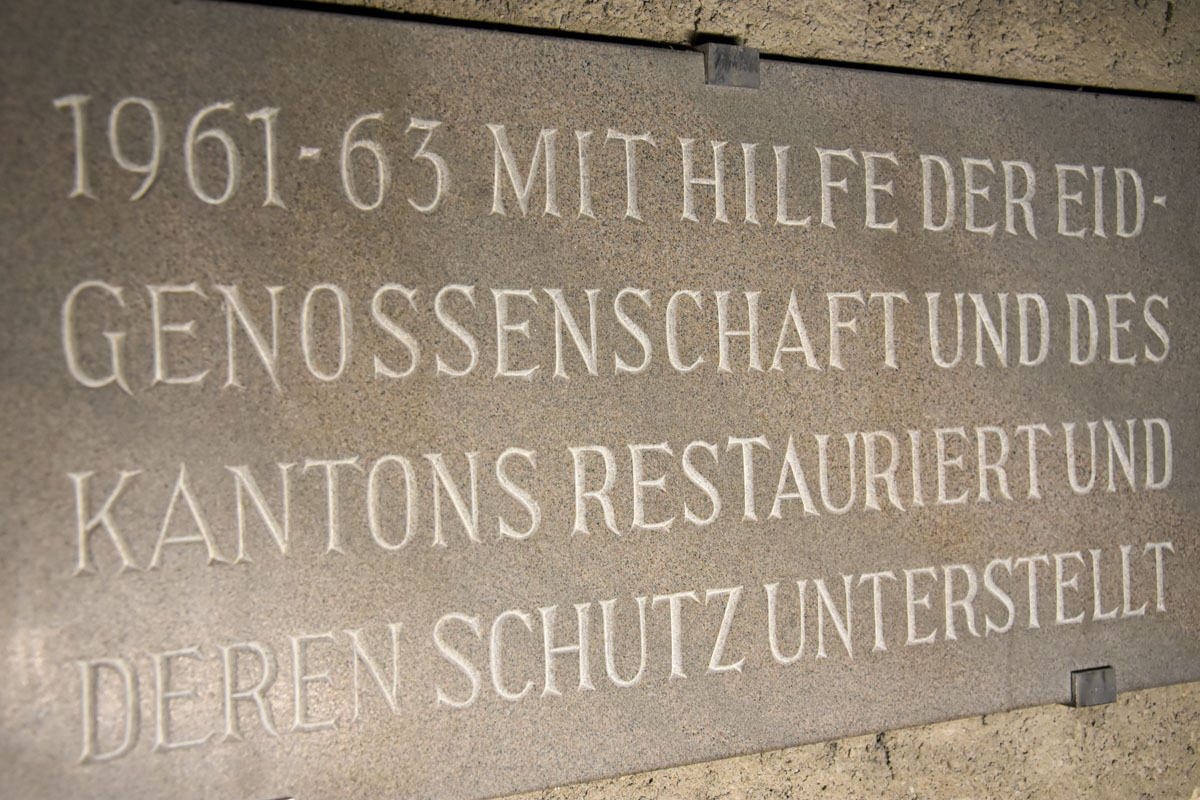 1961-63 MIT HILFE DER EID-
GENOSSENSCHAFT UND DES
KANTONS RESTAURIERT UND
DEREN SCHUTZ UNTERSTELLT